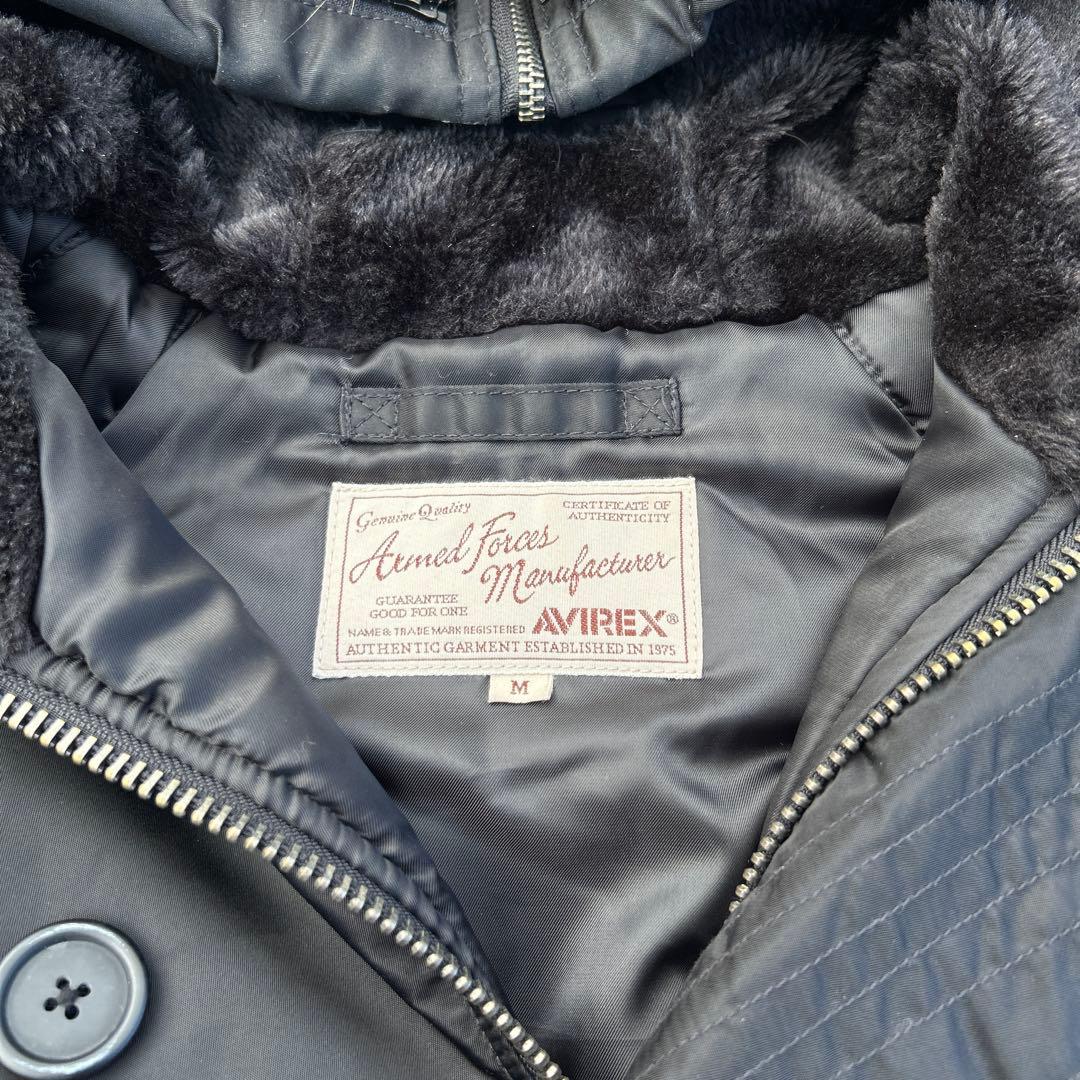 Genuine Quality
CERTIFICATE OF
AUTHENTICITY
Armed Forces
Manufacturer
GUARANTEE
GOOD FOR ONE
NAME & TRADE MARK REGISTERED AVIREX®
AUTHENTIC GARMENT ESTABLISHED IN 1975
M